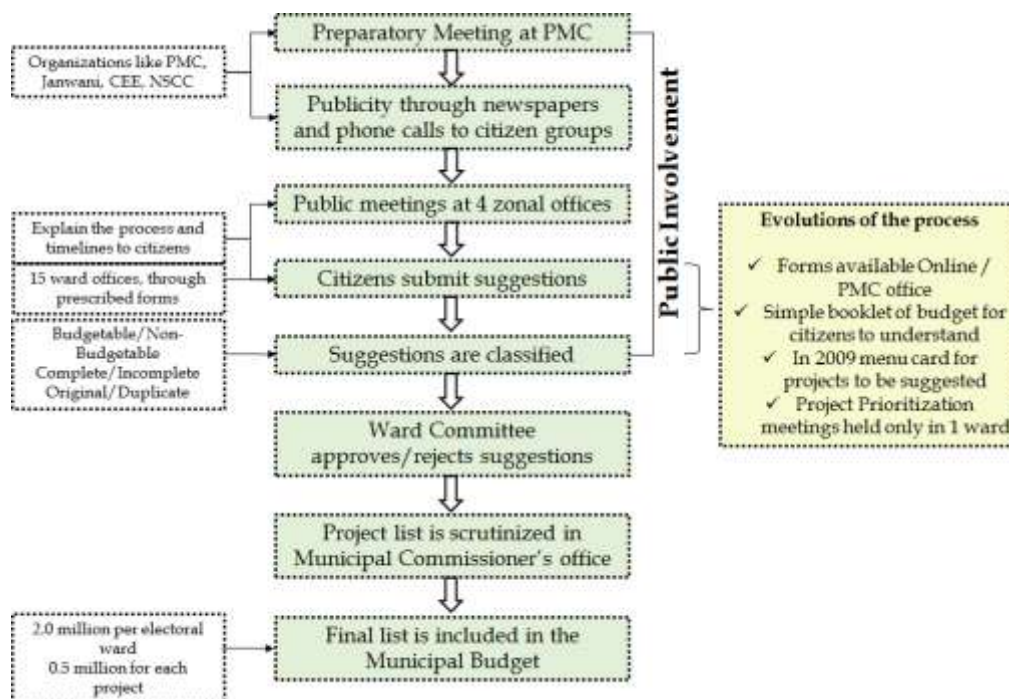 Preparatory Meeting at PMC
Organizations like PMC,
Janwani, CEE, NSCC
Publicity through newspapers
and phone calls to citizen groups
Public Involvement
Public meetings at 4 zonal offices
Explain the process and
timelines to citizens
15 ward offices, through
prescribed forms
Citizens submit suggestions
Budgetable/Non-
Budgetable
Complete/Incomplete
Original/Duplicate
Suggestions are classified
Evolutions of the process
✓ Forms available Online /
PMC office
✓ Simple booklet of budget for
citizens to understand
✓ In 2009 menu card for
projects to be suggested
✓ Project Prioritization
meetings held only in 1 ward
Ward Committee
approves/rejects suggestions
Project list is scrutinized in
Municipal Commissioner's office
2.0 million per electoral
ward
0.5 million for each
project
Final list is included in the
Municipal Budget